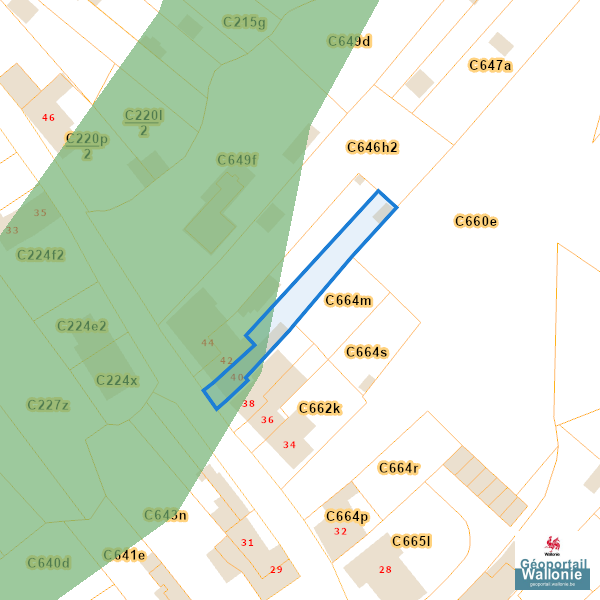 C215g
C649d
C647a
C220l
2
46
C220p
2
C646h2
C649f
35
33
C660e
C224f2
C664m
C224e2
44
C664s
42
40
C224x
C227z
38
C662k
36
34
C664r
C643n
C664p
32
C665l
C641e
31
C640d
29
28
Wallonie
Géoportail
Wallonie
geoportail.wallonie.be